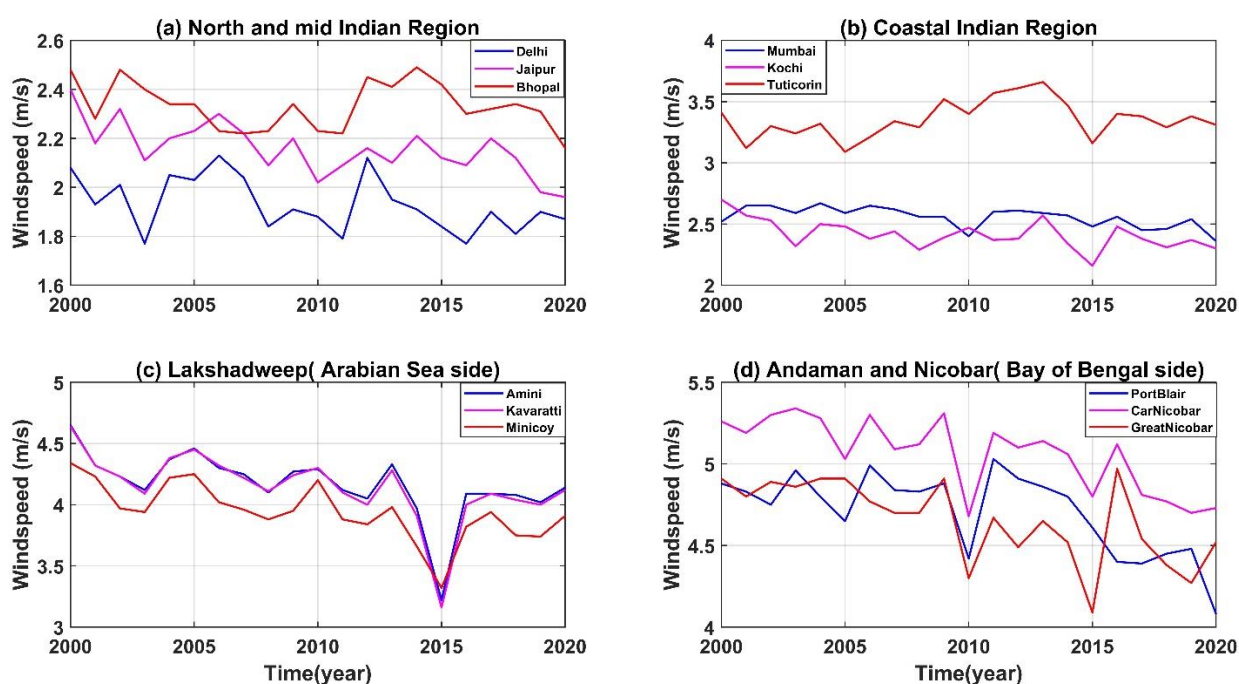 (a) North and mid Indian Region
2.6
2.4
2.2
2
1.8
1.6
Windspeed (m/s)
Delhi
Jaipur
Bhopal
2000
2005
2010
2015
2020
(b) Coastal Indian Region
4
3.5
3
2.5
2
Windspeed (m/s)
Mumbai
Kochi
Tuticorin
2000
2005
2010
2015
2020
(c) Lakshadweep( Arabian Sea side)
5
4.5
4
3.5
3
Windspeed (m/s)
Amini
Kavaratti
Minicoy
2000
2005
2010
2015
2020
Time(year)
(d) Andaman and Nicobar( Bay of Bengal side)
5.5
5
4.5
4
Windspeed (m/s)
PortBlair
CarNicobar
GreatNicobar
2000
2005
2010
2015
2020
Time(year)